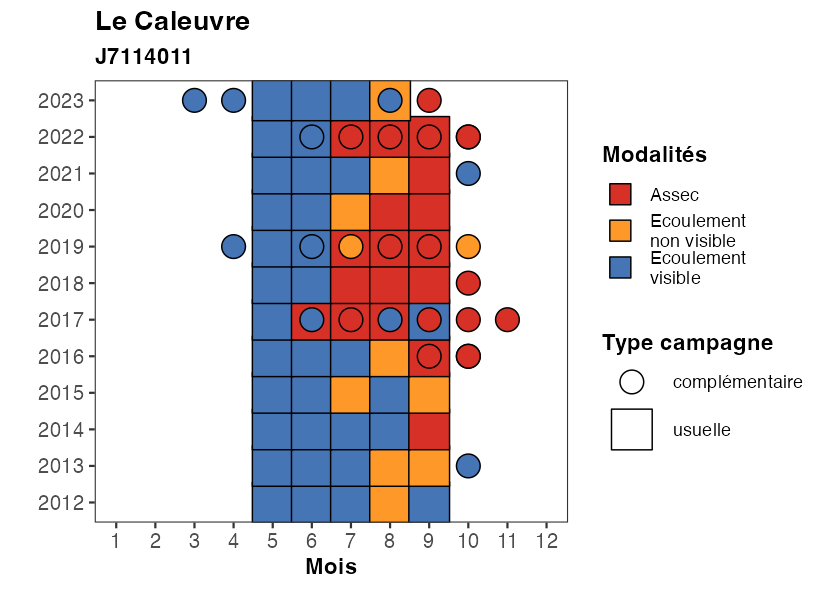 Le Caleuvre
J7114011
2023
2022
2021
2020
2019
2018
2017
2016
2015
2014
2013
2012
1 2 3 4 5 6 7 8 9 10 11 12
Mois
Modalités
Assec
Ecoulement
non visible
Ecoulement
visible
Type campagne
complémentaire
usuelle